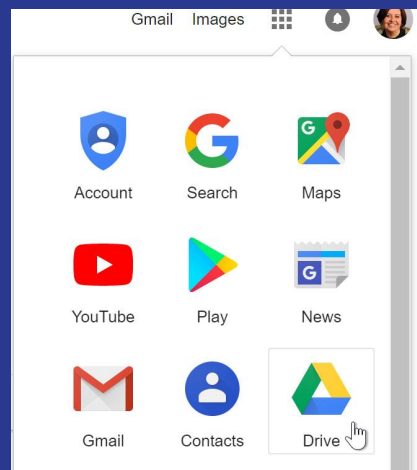 Gmail Images
G
Account Search Maps
G
YouTube Play News
Gmail Contacts Drive